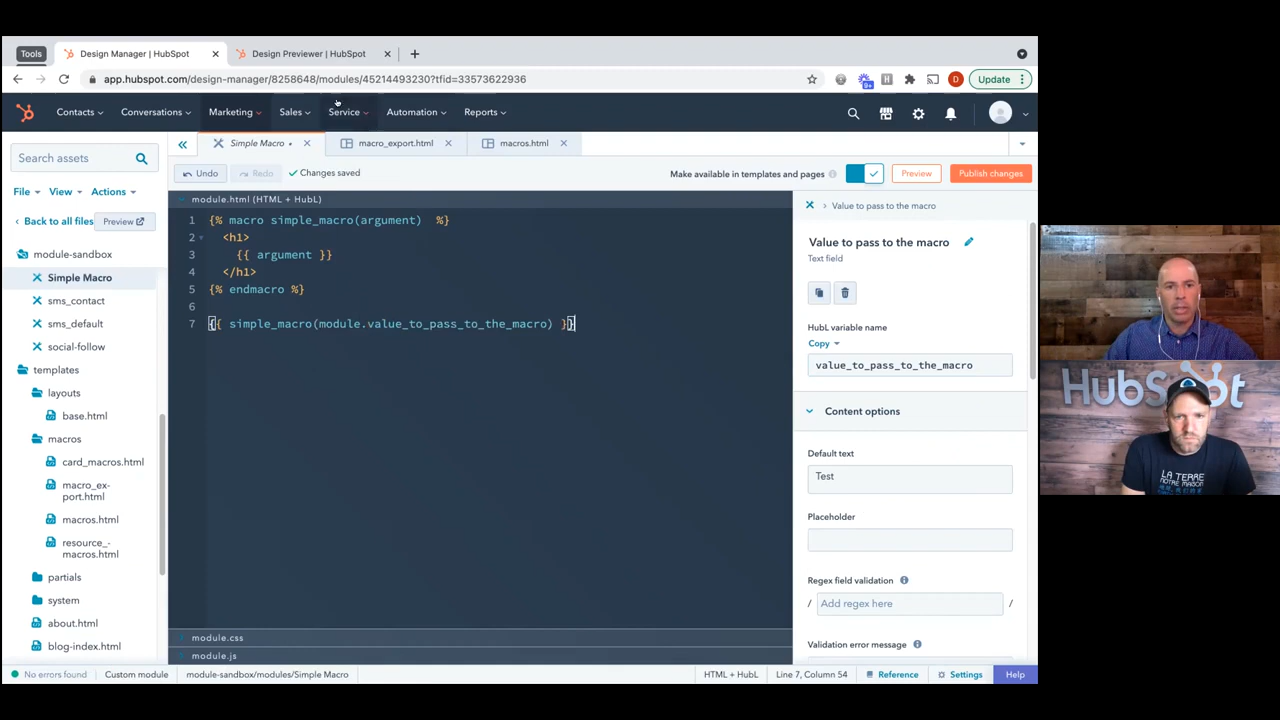 Tools
Design Manager | HubSpot
Design Previewer | HubSpot
app.hubspot.com/design-manager/8258648/modules/45214493230?tfid=33573622936
9+
H
D
Update
Contacts
Conversations
Marketing
Sales
Service
Automation
Reports
Search assets
File
View
Actions
Back to all files
Preview
module-sandbox
Simple Macro
sms_contact
sms_default
social-follow
templates
layouts
base.html
macros
card_macros.html
macro_ex-
port.html
macros.html
resource_-
macros.html
partials
system
about.html
blog-index.html
Simple Macro
macro_export.html
macros.html
Undo
Redo
Changes saved
Make available in templates and pages
Preview
Publish changes
module.html (HTML + HubL)
1 {% macro simple_macro(argument) %}
2 <h1>
3 {{ argument }}
4 </h1>
5 {% endmacro %}
6
7 {{ simple_macro(module.value_to_pass_to_the_macro) }}
module.css
module.js
Value to pass to the macro
Value to pass to the macro
Text field
HubL variable name
Copy
value_to_pass_to_the_macro
Content options
Default text
Test
Placeholder
Regex field validation
/ Add regex here /
Validation error message
No errors found
Custom module
module-sandbox/modules/Simple Macro
HTML + HubL
Line 7, Column 54
Reference
Settings
Help
HubSpot
LA TERRE
NOTRE MAISON